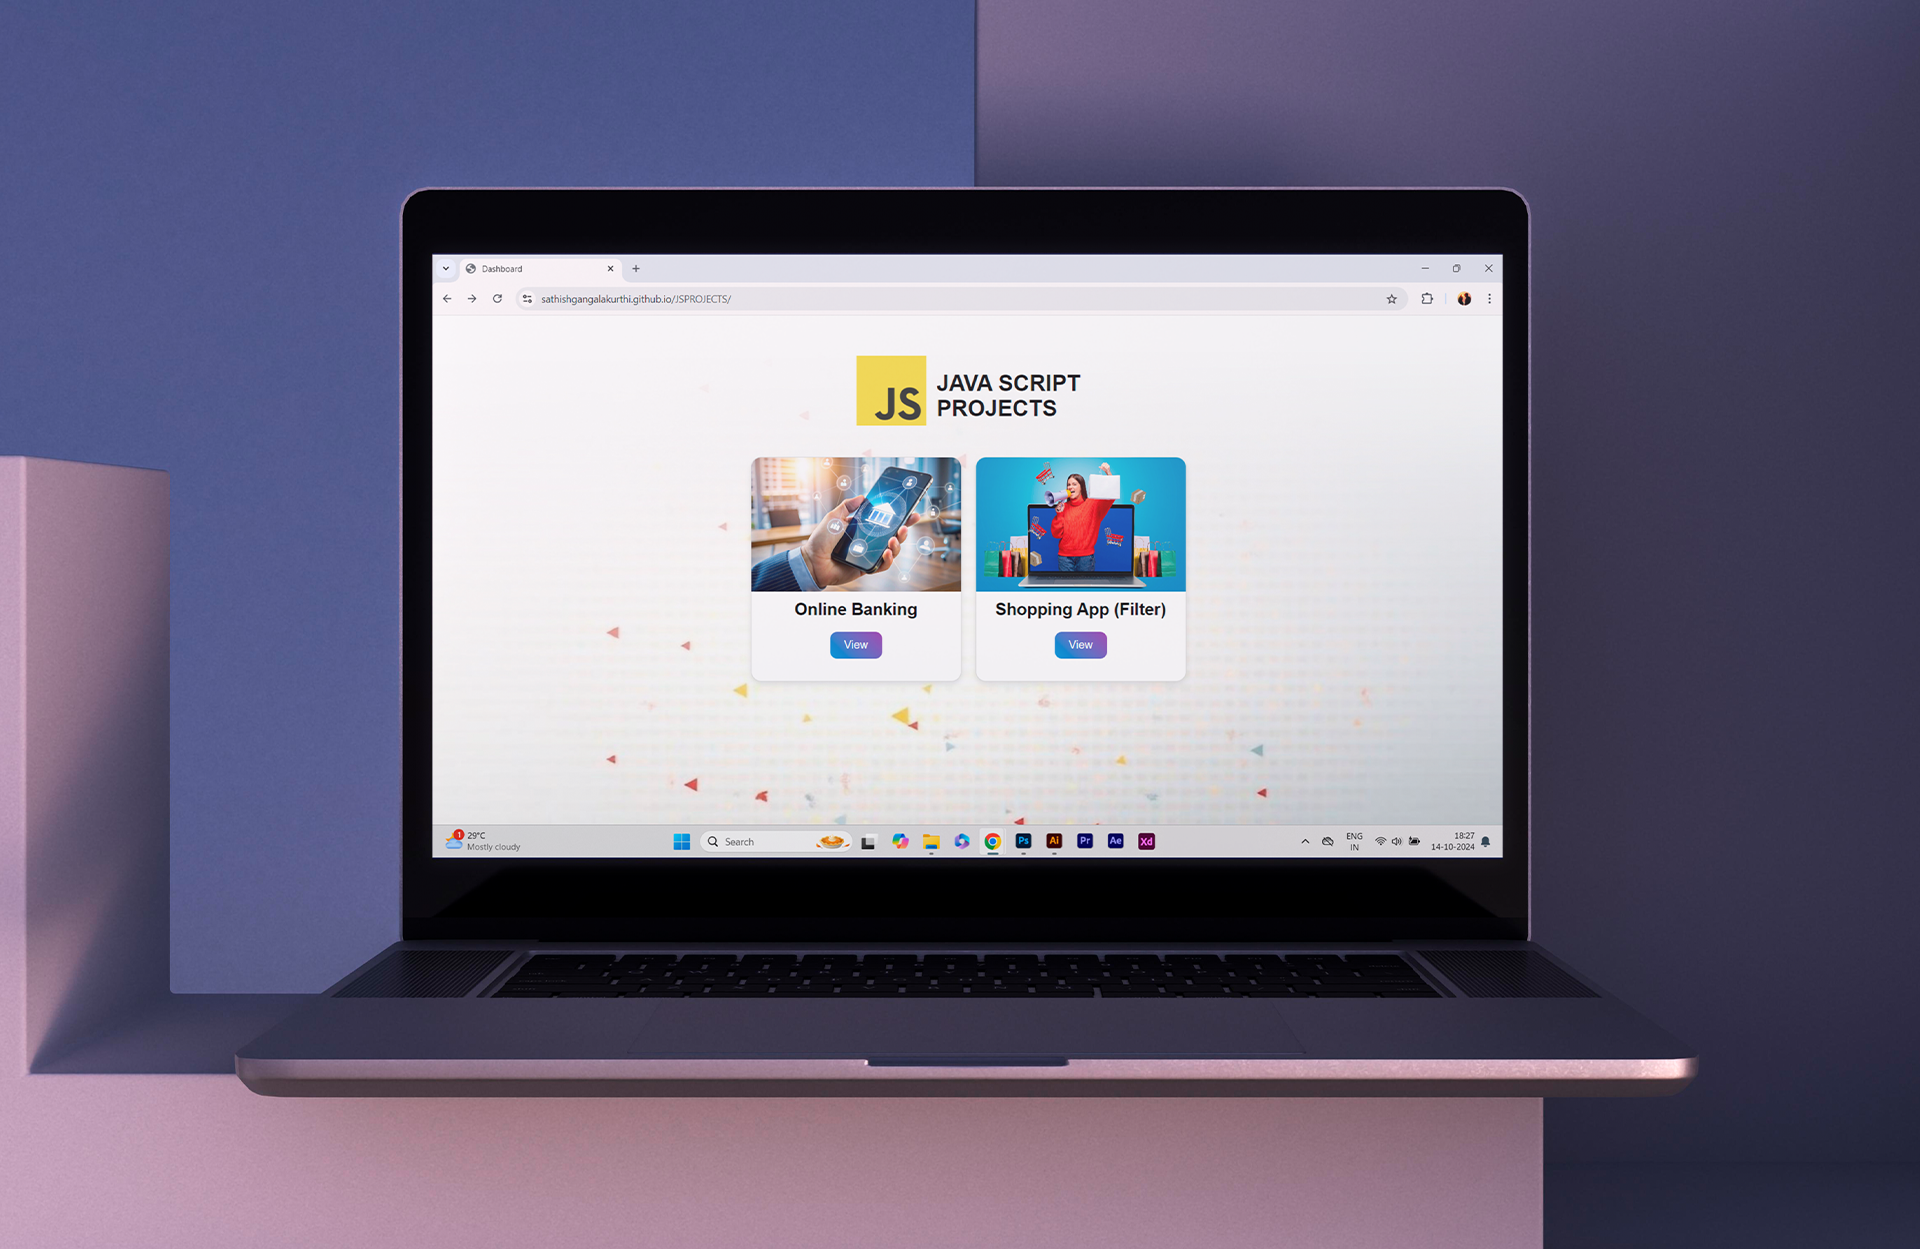 Dashboard
sathishgangalakurthi.github.io/JSPROJECTS/
JS
JAVA SCRIPT
PROJECTS
Online Banking
View
Shopping App (Filter)
View
1
29°C
Mostly cloudy
Search
Ps
Ai
Pr
Ae
Xd
ENG
IN
18:27
14-10-2024